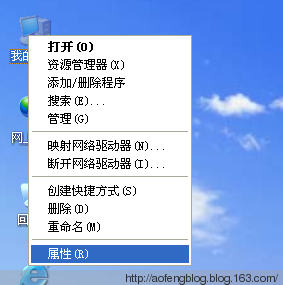 我的
打开(O)
资源管理器(X)
添加/删除程序
搜索(E)...
管理(G)
网_
映射网络驱动器(N)...
断开网络驱动器(I)...
创建快捷方式(S)
删除(D)
回
重命名(M)
属性(R)
http://aofengblog.blog.163.com/